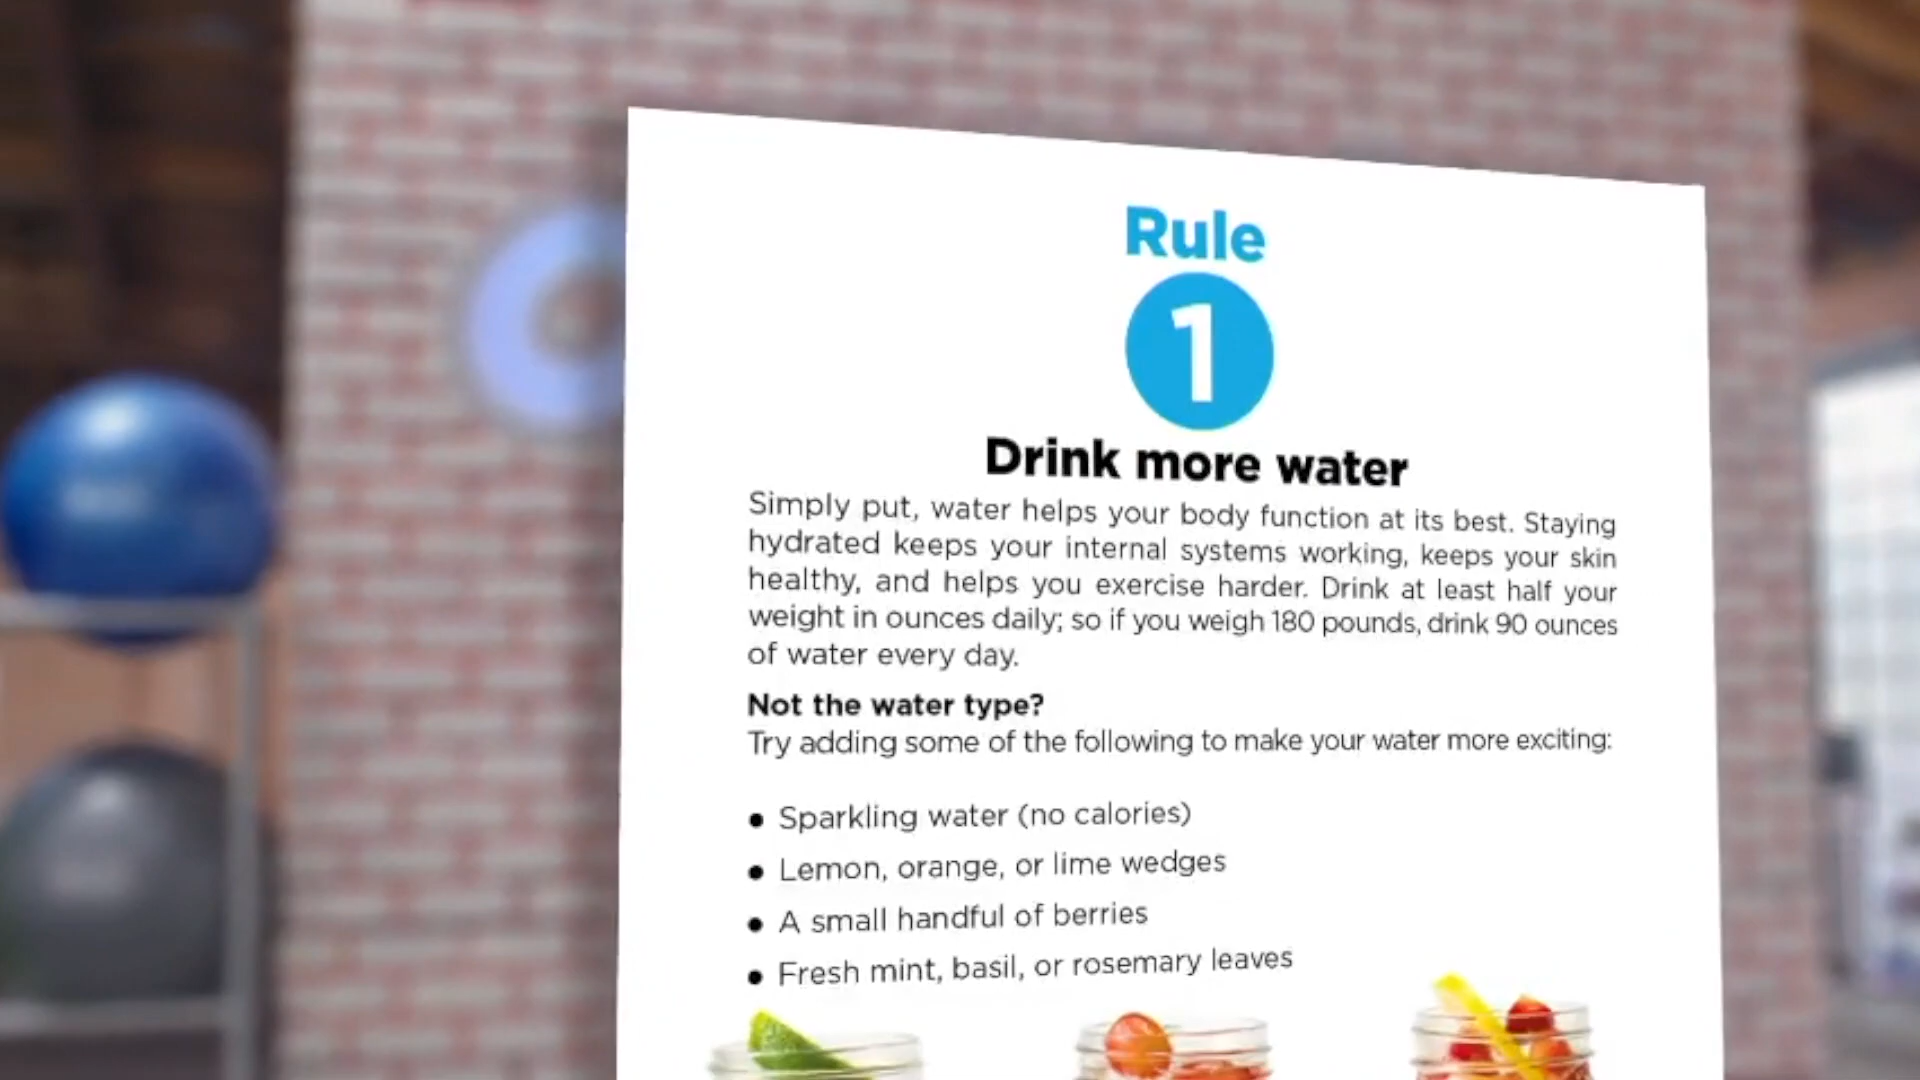 Rule
1
Drink more water
Simply put, water helps your body function at its best. Staying
hydrated keeps your internal systems working, keeps your skin
healthy, and helps you exercise harder. Drink at least half your
weight in ounces daily; so if you weigh 180 pounds, drink 90 ounces
of water every day.
Not the water type?
Try adding some of the following to make your water more exciting:
• Sparkling water (no calories)
• Lemon, orange, or lime wedges
• A small handful of berries
• Fresh mint, basil, or rosemary leaves